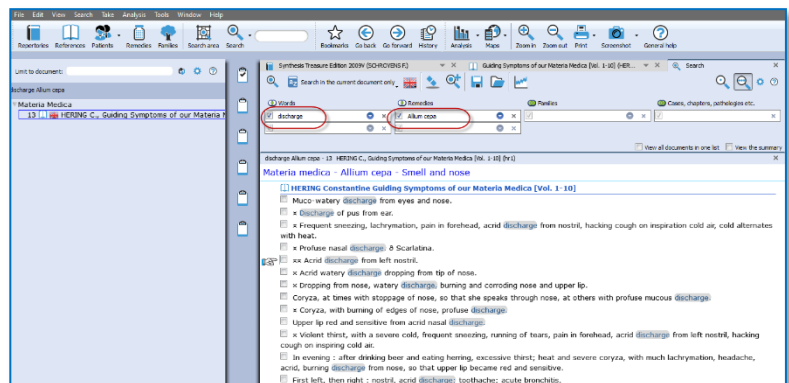 File Edit View Search Take Analysis Tools Window Help
Repertories References Patients Remedies Families Search area Search Bookmarks Go back Go forward History Analysis Maps Zoom in Zoom out Print Screenshot General help
Limit to document:
discharge Allium cepa
Materia Medica
13 HERING C., Guiding Symptoms of our Materia M
Synthesis Treasure Edition 2009V (SCHROYENS F.) Guiding Symptoms of our Materia Medica [Vol. 1-10] (HER... Search
Search in the current document only
Words Remedies Families Cases, chapters, pathologies etc.
discharge Allium cepa
View all documents in one list View the summary
discharge Allium cepa - 13 HERING C., Guiding Symptoms of our Materia Medica [Vol. 1-10] (hr1)
Materia medica - Allium cepa - Smell and nose
HERING Constantine Guiding Symptoms of our Materia Medica [Vol. 1-10]
Muco-watery discharge from eyes and nose.
x Discharge of pus from ear.
x Frequent sneezing, lachrymation, pain in forehead, acrid discharge from nostril, hacking cough on inspiration cold air, cold alternates
with heat.
x Profuse nasal discharge. ð Scarlatina.
xx Acrid discharge from left nostril.
x Acrid watery discharge dropping from tip of nose.
x Dropping from nose, watery discharge, burning and corroding nose and upper lip.
Coryza, at times with stoppage of nose, so that she speaks through nose, at others with profuse mucous discharge.
x Coryza, with burning of edges of nose, profuse discharge.
Upper lip red and sensitive from acrid nasal discharge.
x Violent thirst, with a severe cold, frequent sneezing, running of tears, pain in forehead, acrid discharge from left nostril, hacking
cough on inspiring cold air.
In evening : after drinking beer and eating herring, excessive thirst; heat and severe coryza, with much lachrymation, headache,
acrid, burning discharge from nose, so that upper lip became red and sensitive.
First left, then right : nostril, acrid discharge; toothache; acute bronchitis.